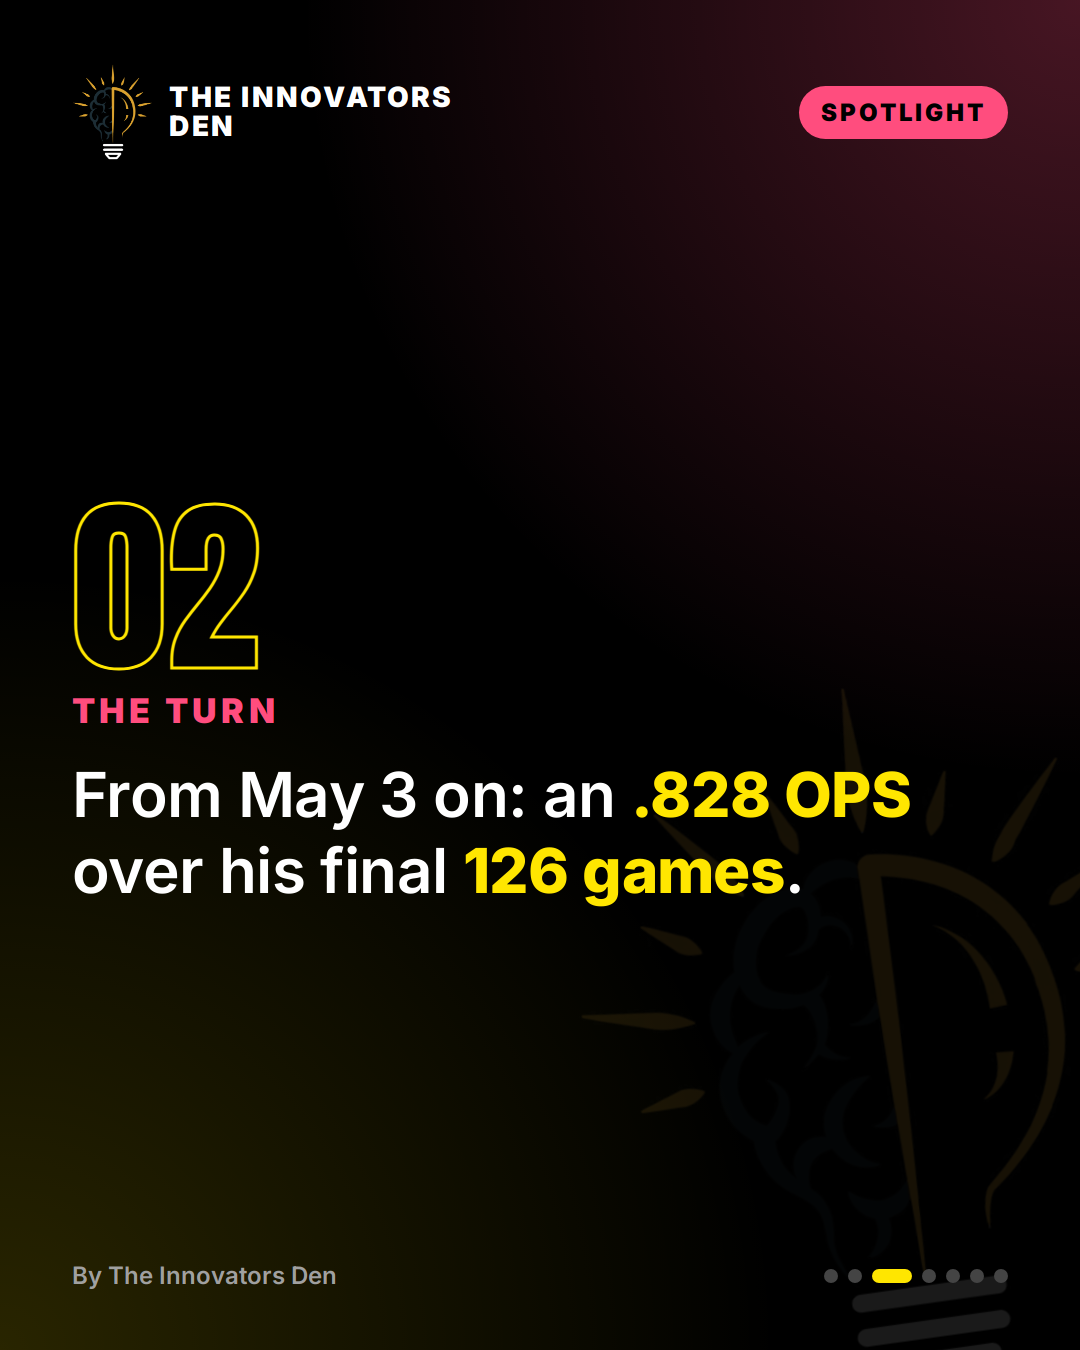 THE INNOVATORS
DEN
SPOTLIGHT
02
THE TURN
From May 3 on: an .828 OPS
over his final 126 games.
By The Innovators Den